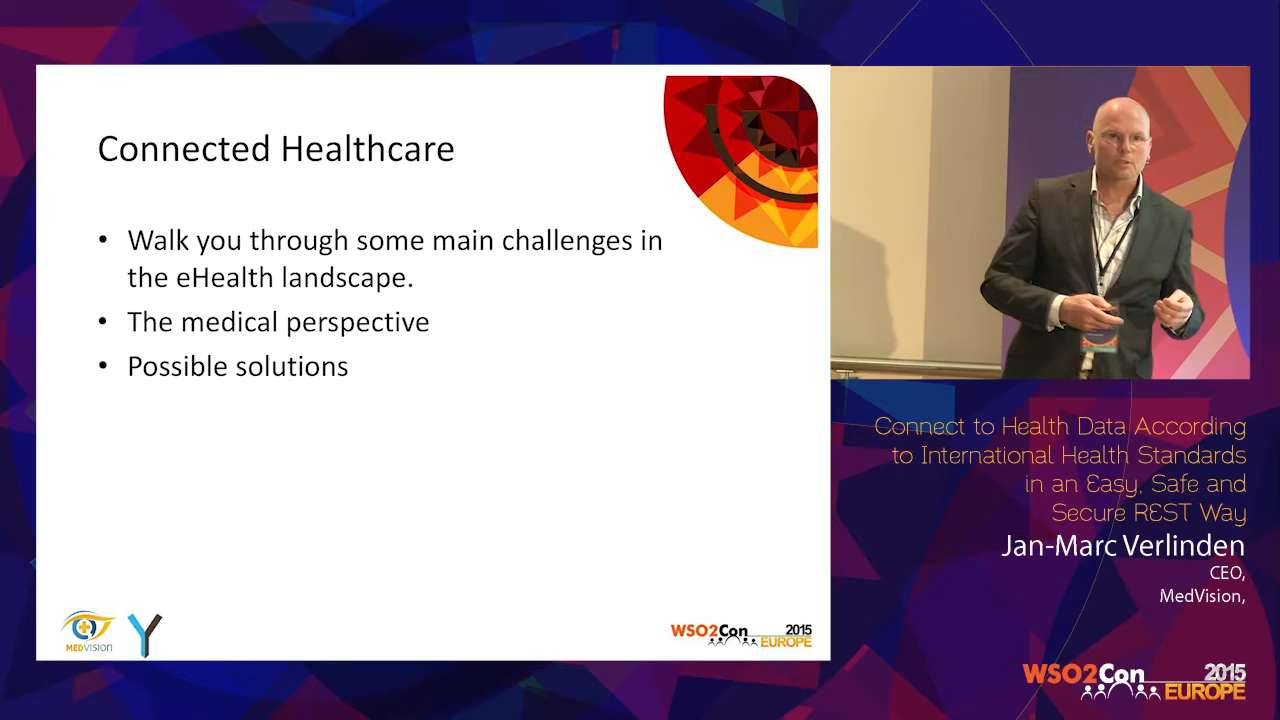 Connected Healthcare
• Walk you through some main challenges in
the eHealth landscape.
• The medical perspective
• Possible solutions
MEDVISION
WSO2Con 2015
EUROPE
Connect to Health Data According
to International Health Standards
in an Easy, Safe and
Secure REST Way
Jan-Marc Verlinden
CEO,
MedVision,
WSO2Con 2015
EUROPE